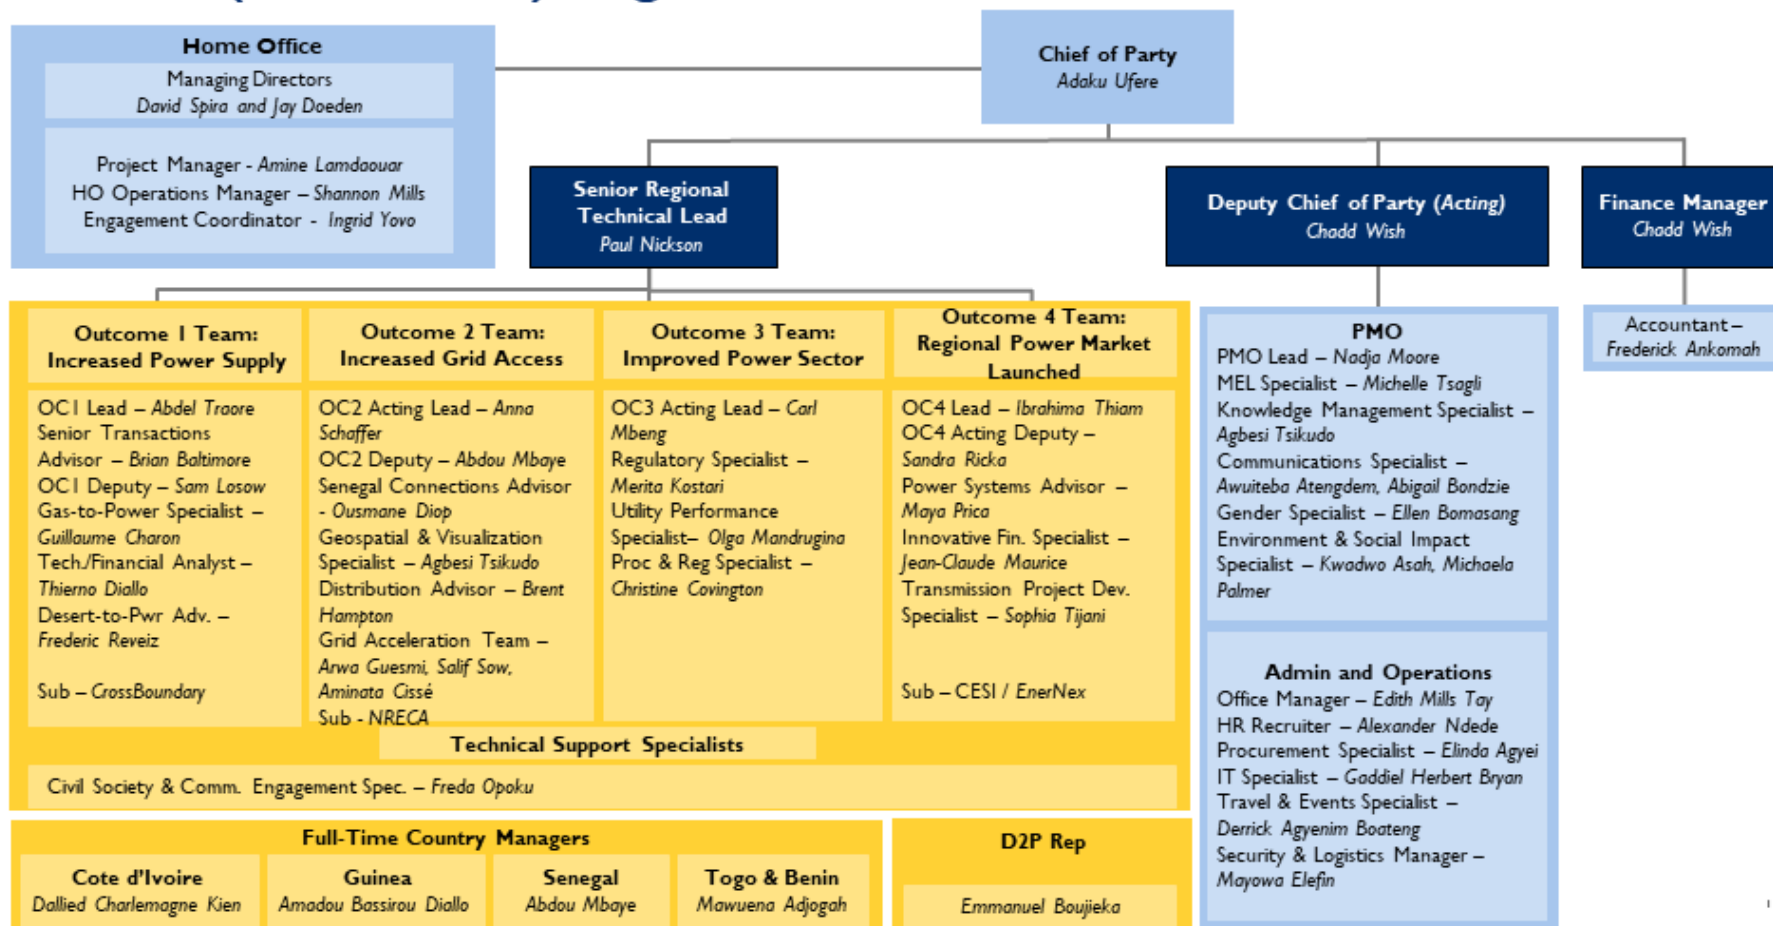 Home Office
Managing Directors
David Spira and Jay Doeden
Project Manager - Amine Lamdaouar
HO Operations Manager – Shannon Mills
Engagement Coordinator - Ingrid Yovo
Chief of Party
Adaku Ufere
Senior Regional
Technical Lead
Paul Nickson
Deputy Chief of Party (Acting)
Chadd Wish
Finance Manager
Chadd Wish
Outcome 1 Team:
Increased Power Supply
OC1 Lead – Abdel Traore
Senior Transactions
Advisor – Brian Baltimore
OC1 Deputy – Sam Losow
Gas-to-Power Specialist –
Guillaume Charon
Tech./Financial Analyst –
Thierno Diallo
Desert-to-Pwr Adv. –
Frederic Reveiz
Sub – CrossBoundary
Outcome 2 Team:
Increased Grid Access
OC2 Acting Lead – Anna
Schaffer
OC2 Deputy – Abdou Mbaye
Senegal Connections Advisor
- Ousmane Diop
Geospatial & Visualization
Specialist – Agbesi Tsikudo
Distribution Advisor – Brent
Hampton
Grid Acceleration Team –
Arwa Guesmi, Salif Sow,
Aminata Cissé
Sub - NRECA
Outcome 3 Team:
Improved Power Sector
OC3 Acting Lead – Carl
Mbeng
Regulatory Specialist –
Merita Kostari
Utility Performance
Specialist– Olga Mandrugina
Proc & Reg Specialist –
Christine Covington
Outcome 4 Team:
Regional Power Market
Launched
OC4 Lead – Ibrahima Thiam
OC4 Acting Deputy –
Sandra Ricka
Power Systems Advisor –
Maya Prica
Innovative Fin. Specialist –
Jean-Claude Maurice
Transmission Project Dev.
Specialist – Sophia Tijani
Sub – CESI / EnerNex
Technical Support Specialists
Civil Society & Comm. Engagement Spec. – Freda Opoku
Full-Time Country Managers
Cote d'Ivoire
Dallied Charlemagne Kien
Guinea
Amadou Bassirou Diallo
Senegal
Abdou Mbaye
Togo & Benin
Mawuena Adjogah
D2P Rep
Emmanuel Boujieka
PMO
PMO Lead – Nadja Moore
MEL Specialist – Michelle Tsagli
Knowledge Management Specialist –
Agbesi Tsikudo
Communications Specialist –
Awuiteba Atengdem, Abigail Bondzie
Gender Specialist – Ellen Bomasang
Environment & Social Impact
Specialist – Kwadwo Asah, Michaela
Palmer
Admin and Operations
Office Manager – Edith Mills Tay
HR Recruiter – Alexander Ndede
Procurement Specialist – Elinda Agyei
IT Specialist – Gaddiel Herbert Bryan
Travel & Events Specialist –
Derrick Agyenim Boateng
Security & Logistics Manager –
Mayowa Elefin
Accountant –
Frederick Ankomah